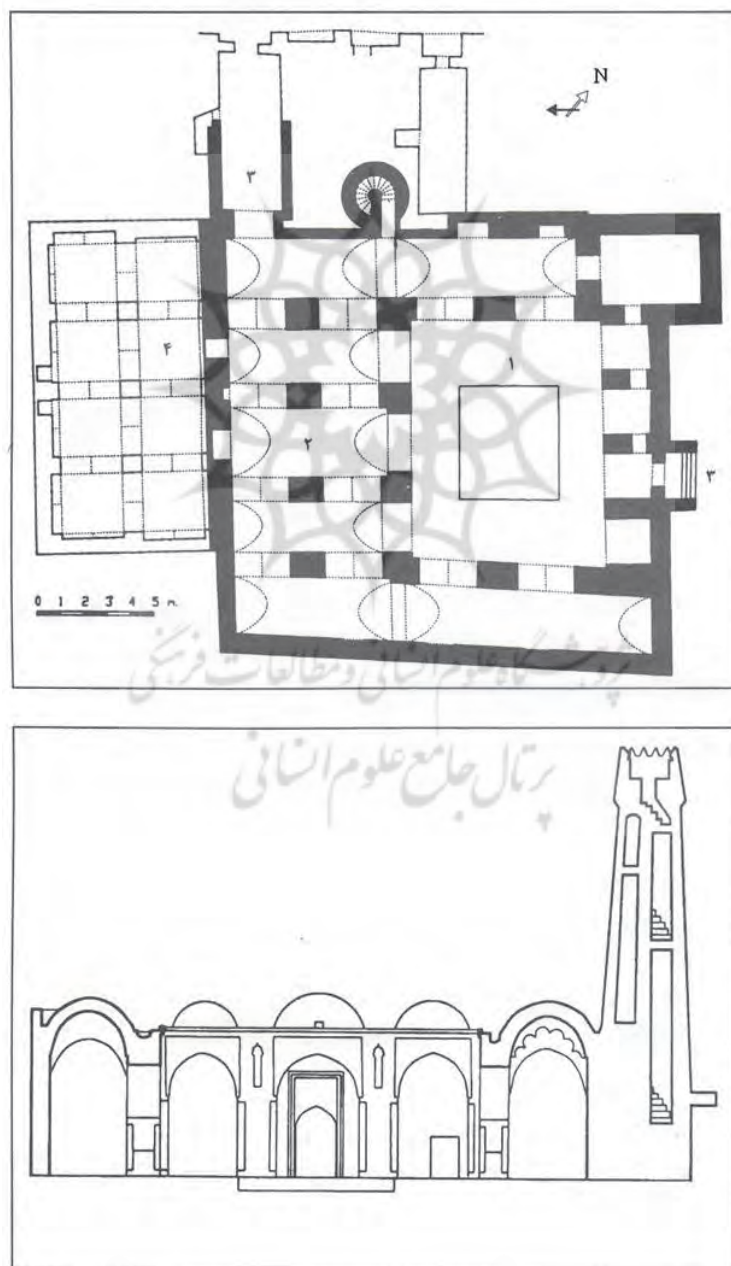 N
۳
۴
۱
۲
۳
0 1 2 3 4 5 m.
پژوهشگاه علوم انسانی و مطالعات فرهنگی
پرتال جامع علوم انسانی